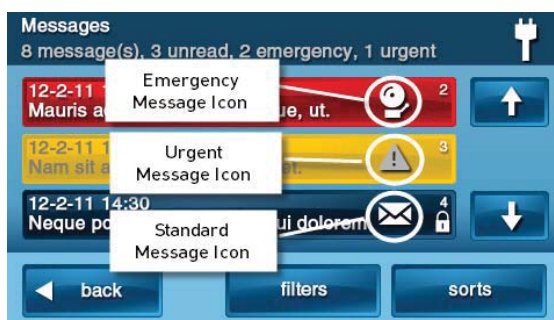 Messages
8 message(s), 3 unread, 2 emergency, 1 urgent
12-2-11 1
2
Mauris a ue, ut.
Emergency
Message Icon
12-2-11 1
3
Nam sit a et.
Urgent
Message Icon
12-2-11 14:30
4
Neque po ui dolorem
Standard
Message Icon
back
filters
sorts